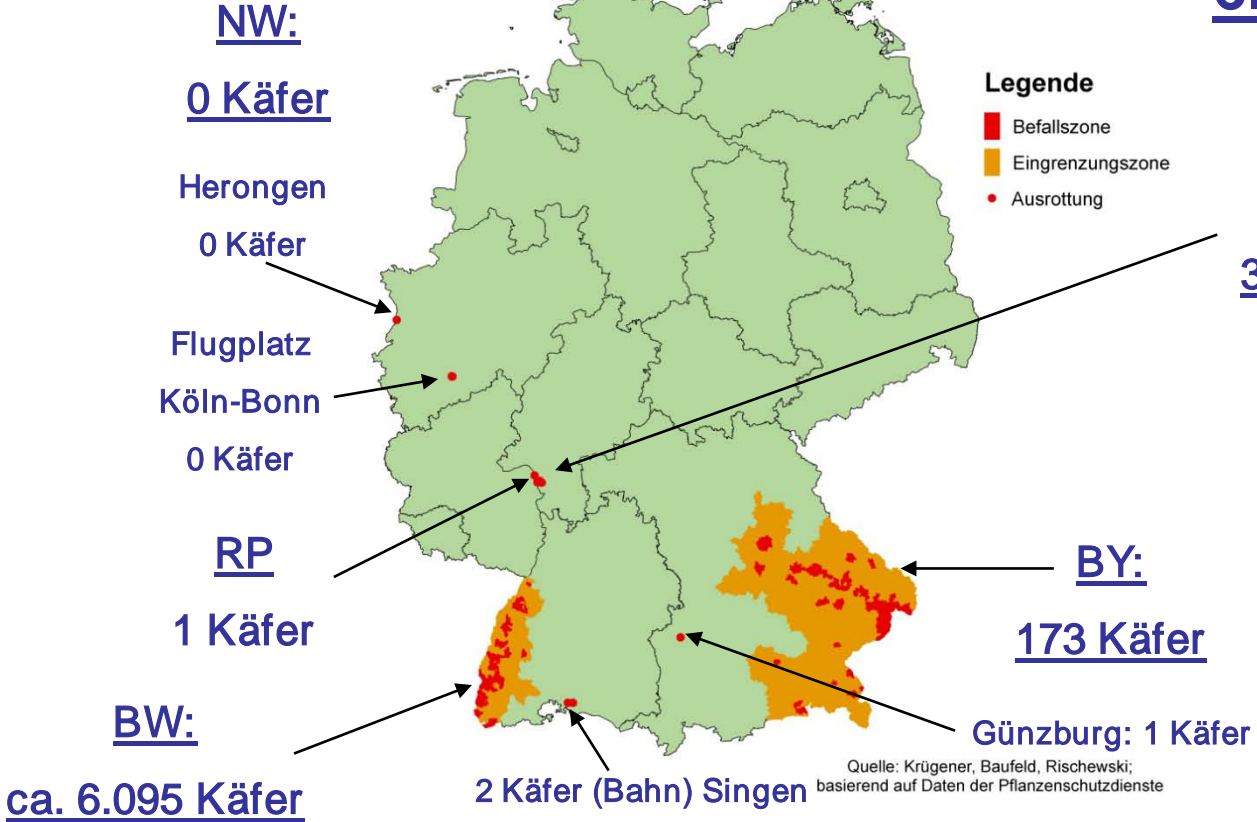 NW:
0 Käfer
Herongen
0 Käfer
Flugplatz
Köln-Bonn
0 Käfer
RP
1 Käfer
BW:
ca. 6.095 Käfer
2 Käfer (Bahn) Singen
Legende
Befallszone
Eingrenzungszone
Ausrottung
3
BY:
173 Käfer
Günzburg: 1 Käfer
Quelle: Krügener, Baufeld, Rischewski;
basierend auf Daten der Pflanzenschutzdienste